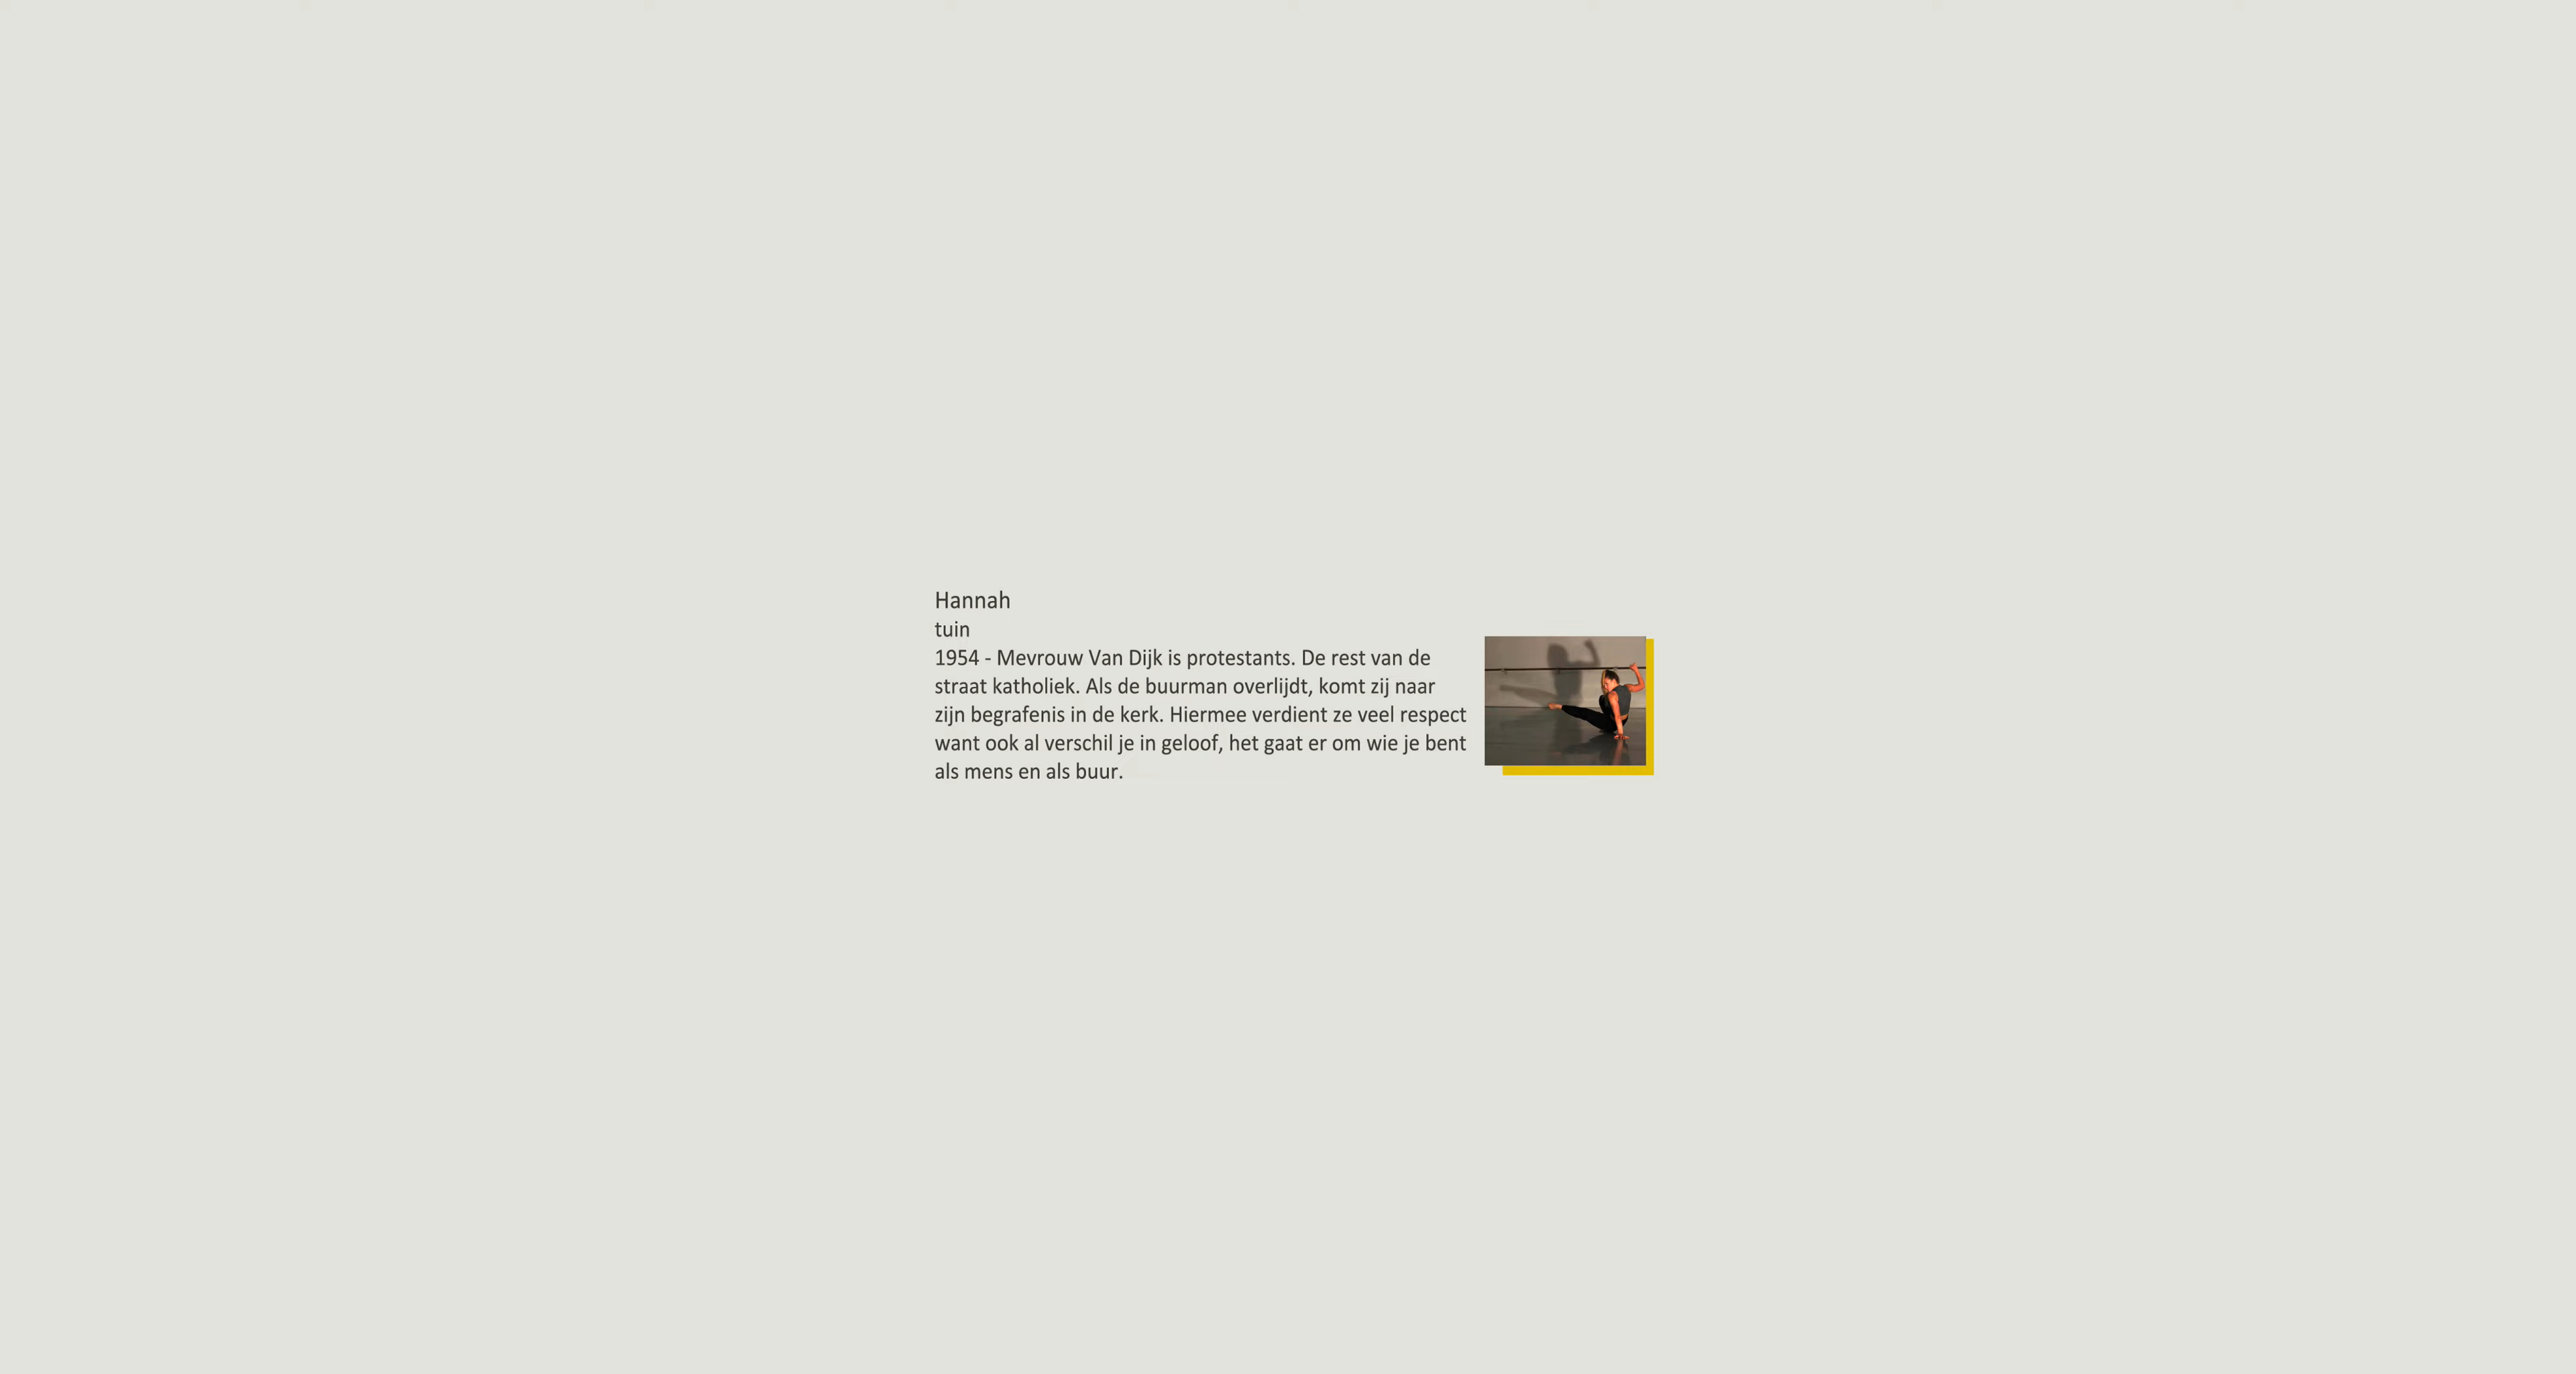 Hannah
tuin
1954 - Mevrouw Van Dijk is protestants. De rest van de
straat katholiek. Als de buurman overlijdt, komt zij naar
zijn begrafenis in de kerk. Hiermee verdient ze veel respect
want ook al verschil je in geloof, het gaat er om wie je bent
als mens en als buur.